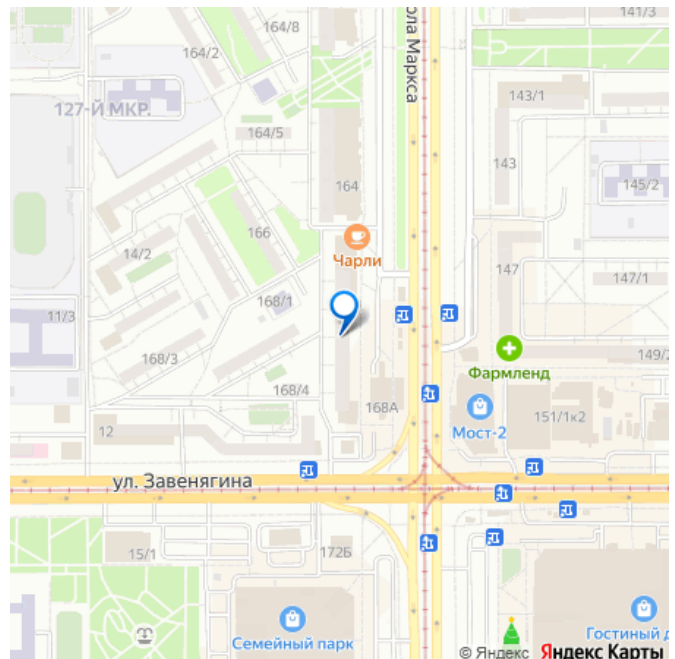 141/3
164/8
164/2
ола Маркса
143/1
127-Й МКР.
164/5
143
164
145/2
166
Чарли
14/2
147
147/1
168/1
11/3
168/3
149/2
Фармленд
168/4
168А
151/1к2
12
Мост-2
ул. Завенягина
15/1
172Б
Семейный парк
Гостиный д
© Яндекс Яндекс Карты